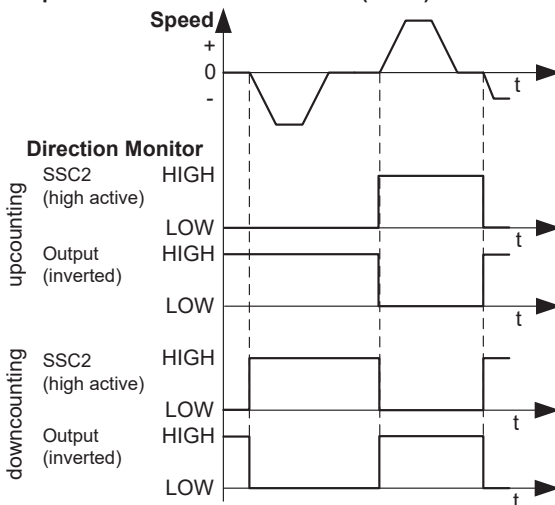 Speed
+
0
-
t
Direction Monitor
upcounting
SSC2
(high active)
HIGH
LOW
t
Output
(inverted)
HIGH
LOW
t
downcounting
SSC2
(high active)
HIGH
LOW
t
Output
(inverted)
HIGH
LOW
t